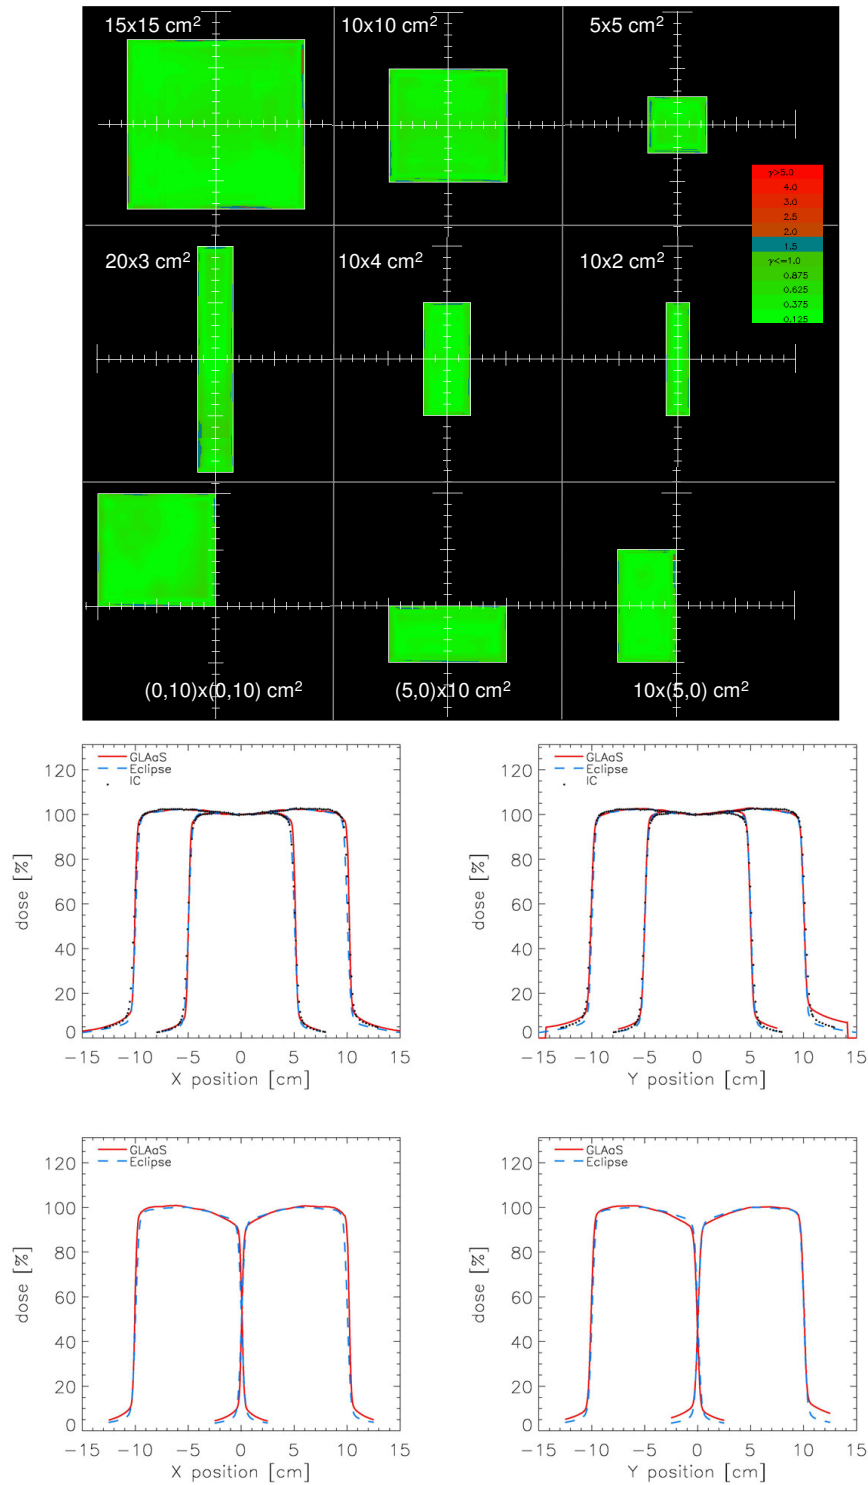 15x15 cm²
10x10 cm²
5x5 cm²
γ>5.0
4.0
3.0
2.5
2.0
1.5
γ<=1.0
0.875
0.625
0.375
0.125
20x3 cm²
10x4 cm²
10x2 cm²
(0,10)x(0,10) cm²
(5,0)x10 cm²
10x(5,0) cm²
GLAaS
Eclipse
IC
120
100
80
60
40
20
0
dose [%]
−15 −10 −5 0 5 10 15
X position [cm]
GLAaS
Eclipse
IC
120
100
80
60
40
20
0
dose [%]
−15 −10 −5 0 5 10 15
Y position [cm]
GLAaS
Eclipse
120
100
80
60
40
20
0
dose [%]
−15 −10 −5 0 5 10 15
X position [cm]
GLAaS
Eclipse
120
100
80
60
40
20
0
dose [%]
−15 −10 −5 0 5 10 15
Y position [cm]